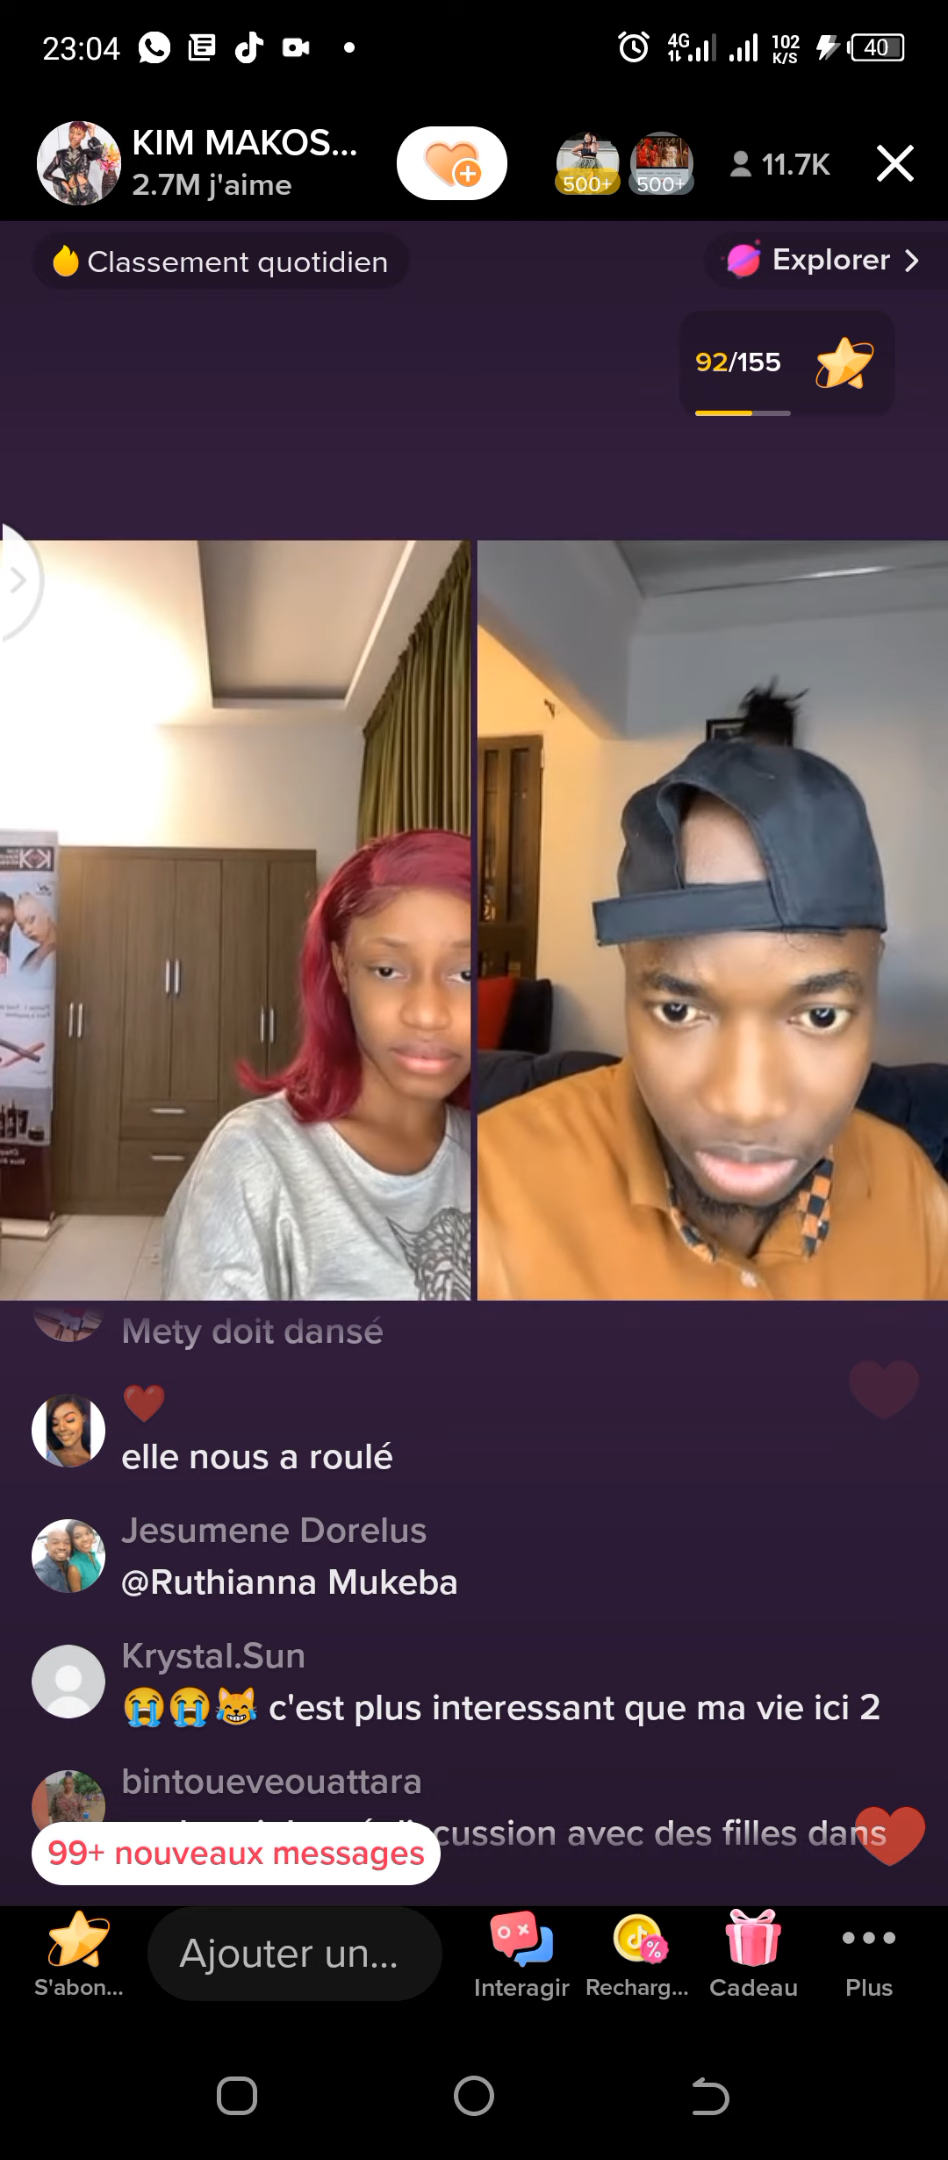 23:04
4G
102
K/S
40
KIM MAKOS...
2.7M j'aime
500+
500+
11.7K
Classement quotidien
Explorer
92/155
Mety doit dansé
elle nous a roulé
Jesumene Dorelus
@Ruthianna Mukeba
Krystal.Sun
😭😭😹 c'est plus interessant que ma vie ici 2
bintoueveouattara
cussion avec des filles dans
99+ nouveaux messages
S'abon...
Ajouter un...
Interagir
Recharg...
Cadeau
Plus